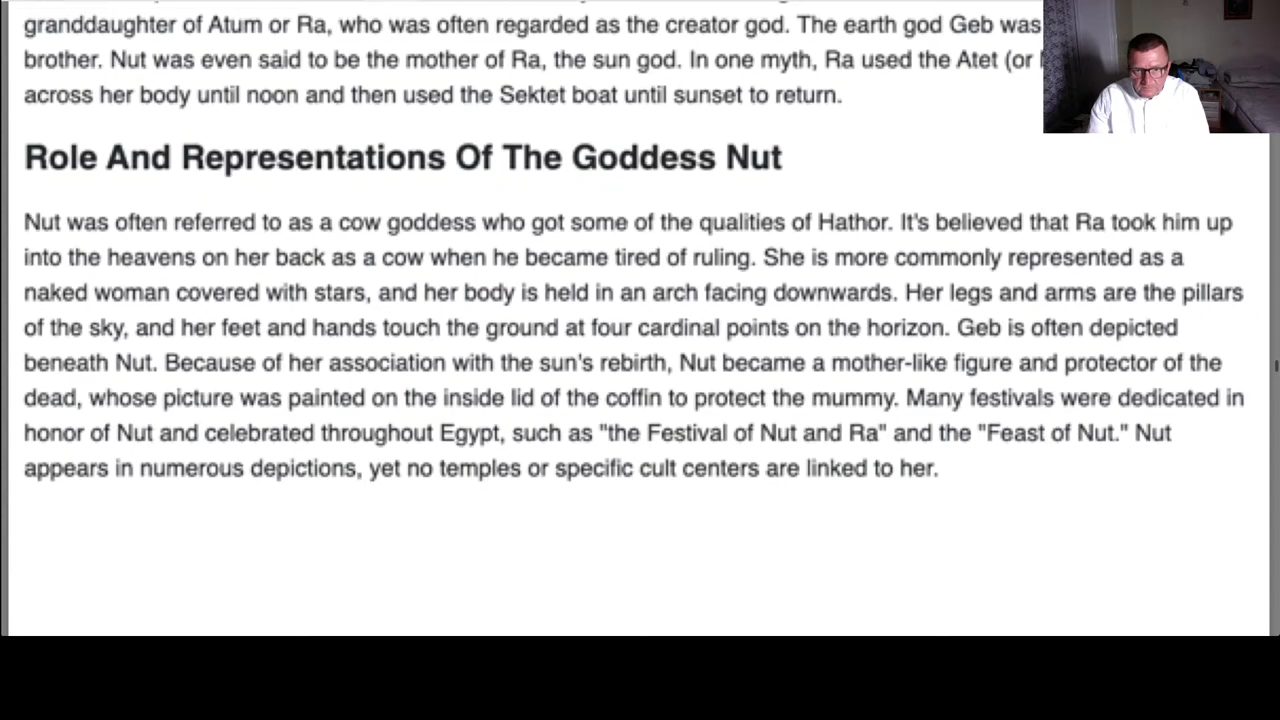 granddaughter of Atum or Ra, who was often regarded as the creator god. The earth god Geb was
brother. Nut was even said to be the mother of Ra, the sun god. In one myth, Ra used the Atet (or
across her body until noon and then used the Sektet boat until sunset to return.
Role And Representations Of The Goddess Nut
Nut was often referred to as a cow goddess who got some of the qualities of Hathor. It's believed that Ra took him up
into the heavens on her back as a cow when he became tired of ruling. She is more commonly represented as a
naked woman covered with stars, and her body is held in an arch facing downwards. Her legs and arms are the pillars
of the sky, and her feet and hands touch the ground at four cardinal points on the horizon. Geb is often depicted
beneath Nut. Because of her association with the sun's rebirth, Nut became a mother-like figure and protector of the
dead, whose picture was painted on the inside lid of the coffin to protect the mummy. Many festivals were dedicated in
honor of Nut and celebrated throughout Egypt, such as "the Festival of Nut and Ra" and the "Feast of Nut." Nut
appears in numerous depictions, yet no temples or specific cult centers are linked to her.